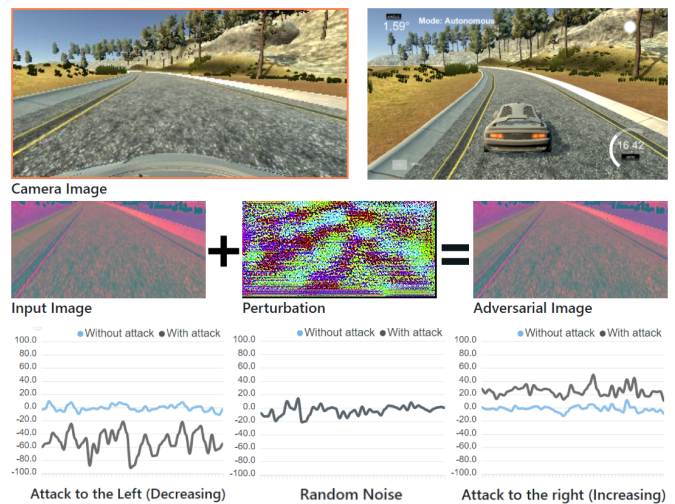 ANGLE
1.59°
Mode: Autonomous
16.42
MPH
Camera Image
Input Image
Perturbation
Adversarial Image
Without attack With attack
100.0
80.0
60.0
40.0
20.0
0.00
-20.0
-40.0
-60.0
-80.0
-100.0
Attack to the Left (Decreasing)
Without attack With attack
100.0
80.0
60.0
40.0
20.0
0.00
-20.0
-40.0
-60.0
-80.0
-100.0
Random Noise
Without attack With attack
100.0
80.0
60.0
40.0
20.0
0.00
-20.0
-40.0
-60.0
-80.0
-100.0
Attack to the right (Increasing)